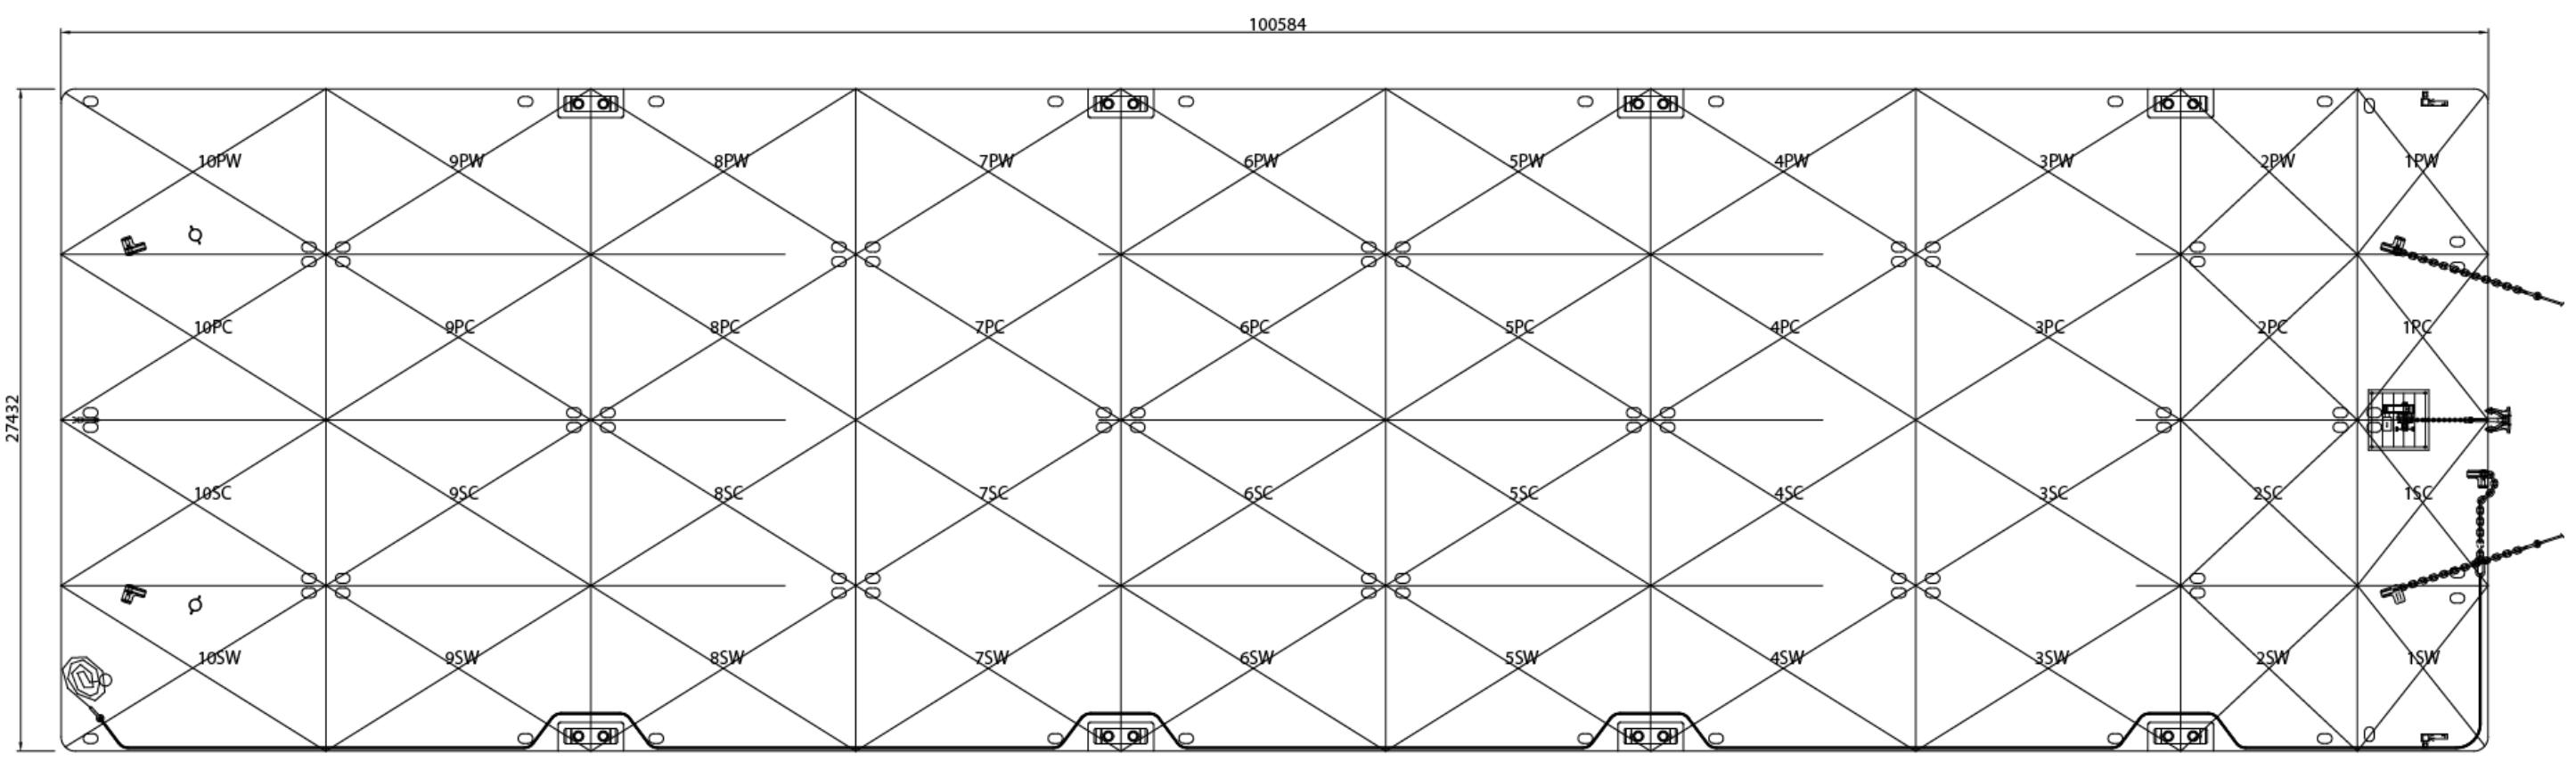 100584
27432
10PW 9PW 8PW 7PW 6PW 5PW 4PW 3PW 2PW 1PW
10PC 9PC 8PC 7PC 6PC 5PC 4PC 3PC 2PC 1PC
10SC 9SC 8SC 7SC 6SC 5SC 4SC 3SC 2SC 1SC
10SW 9SW 8SW 7SW 6SW 5SW 4SW 3SW 2SW 1SW